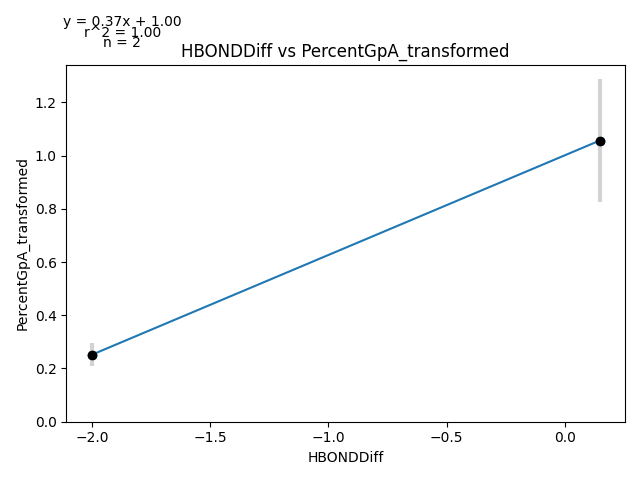 y = 0.37x + 1.00
r^2 = 1.00
n = 2
HBONDDiff vs PercentGpA_transformed
PercentGpA_transformed
1.2
1.0
0.8
0.6
0.4
0.2
0.0
−2.0 −1.5 −1.0 −0.5 0.0
HBONDDiff